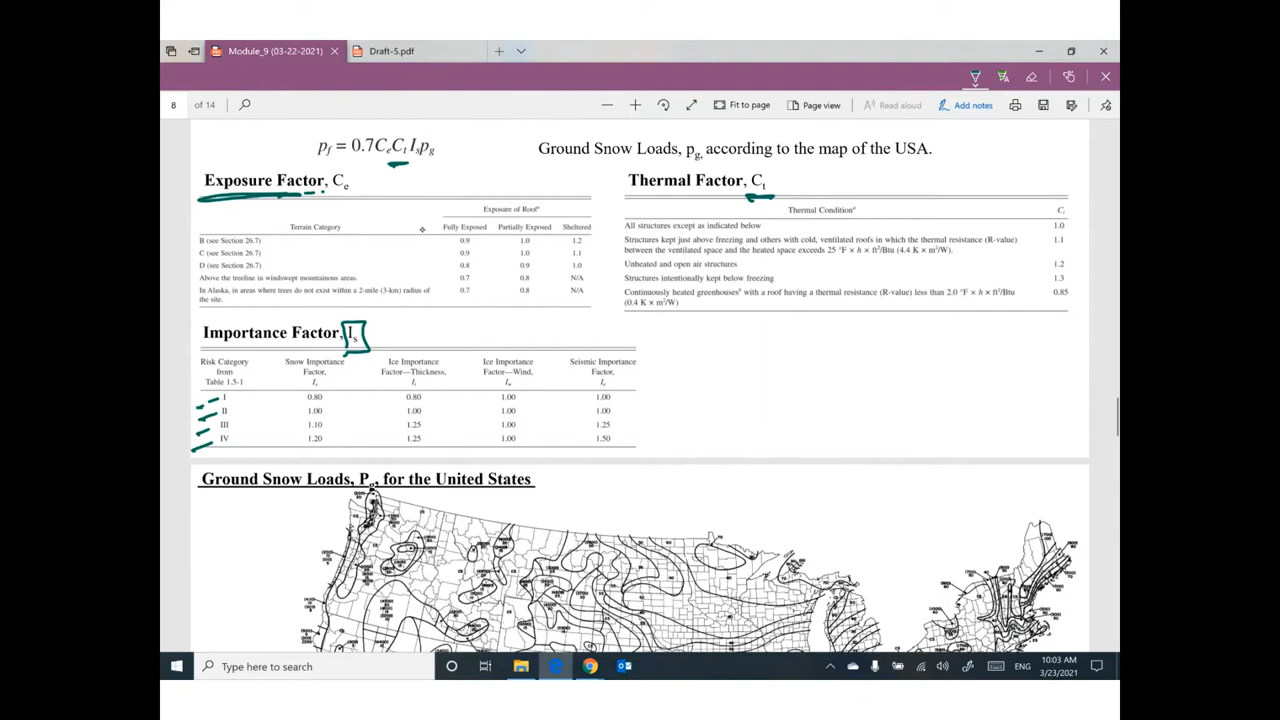 Module_9 (03-22-2021)
Draft-5.pdf
8 of 14
Fit to page
Page view
Read aloud
Add notes
p_f = 0.7C_eC_tI_sp_g
Ground Snow Loads, p_g, according to the map of the USA.
Exposure Factor, C_e
Exposure of Roof^a
Terrain Category Fully Exposed Partially Exposed Sheltered
B (see Section 26.7) 0.9 1.0 1.2
C (see Section 26.7) 0.9 1.0 1.1
D (see Section 26.7) 0.8 0.9 1.0
Above the treeline in windswept mountainous areas. 0.7 0.8 N/A
In Alaska, in areas where trees do not exist within a 2-mile (3-km) radius of 0.7 0.8 N/A
the site.
Thermal Factor, C_t
Thermal Condition^a C_t
All structures except as indicated below 1.0
Structures kept just above freezing and others with cold, ventilated roofs in which the thermal resistance (R-value) 1.1
between the ventilated space and the heated space exceeds 25 °F × h × ft²/Btu (4.4 K × m²/W).
Unheated and open air structures 1.2
Structures intentionally kept below freezing 1.3
Continuously heated greenhouses^a with a roof having a thermal resistance (R-value) less than 2.0 °F × h × ft²/Btu 0.85
(0.4 K × m²/W)
Importance Factor, I_s
Risk Category Snow Importance Ice Importance Ice Importance Seismic Importance
from Factor, Factor—Thickness, Factor—Wind, Factor,
Table 1.5-1 I_s I_i I_w I_e
I 0.80 0.80 1.00 1.00
II 1.00 1.00 1.00 1.00
III 1.10 1.25 1.00 1.25
IV 1.20 1.25 1.00 1.50
Ground Snow Loads, P_g, for the United States
Type here to search
ENG
10:03 AM
3/23/2021